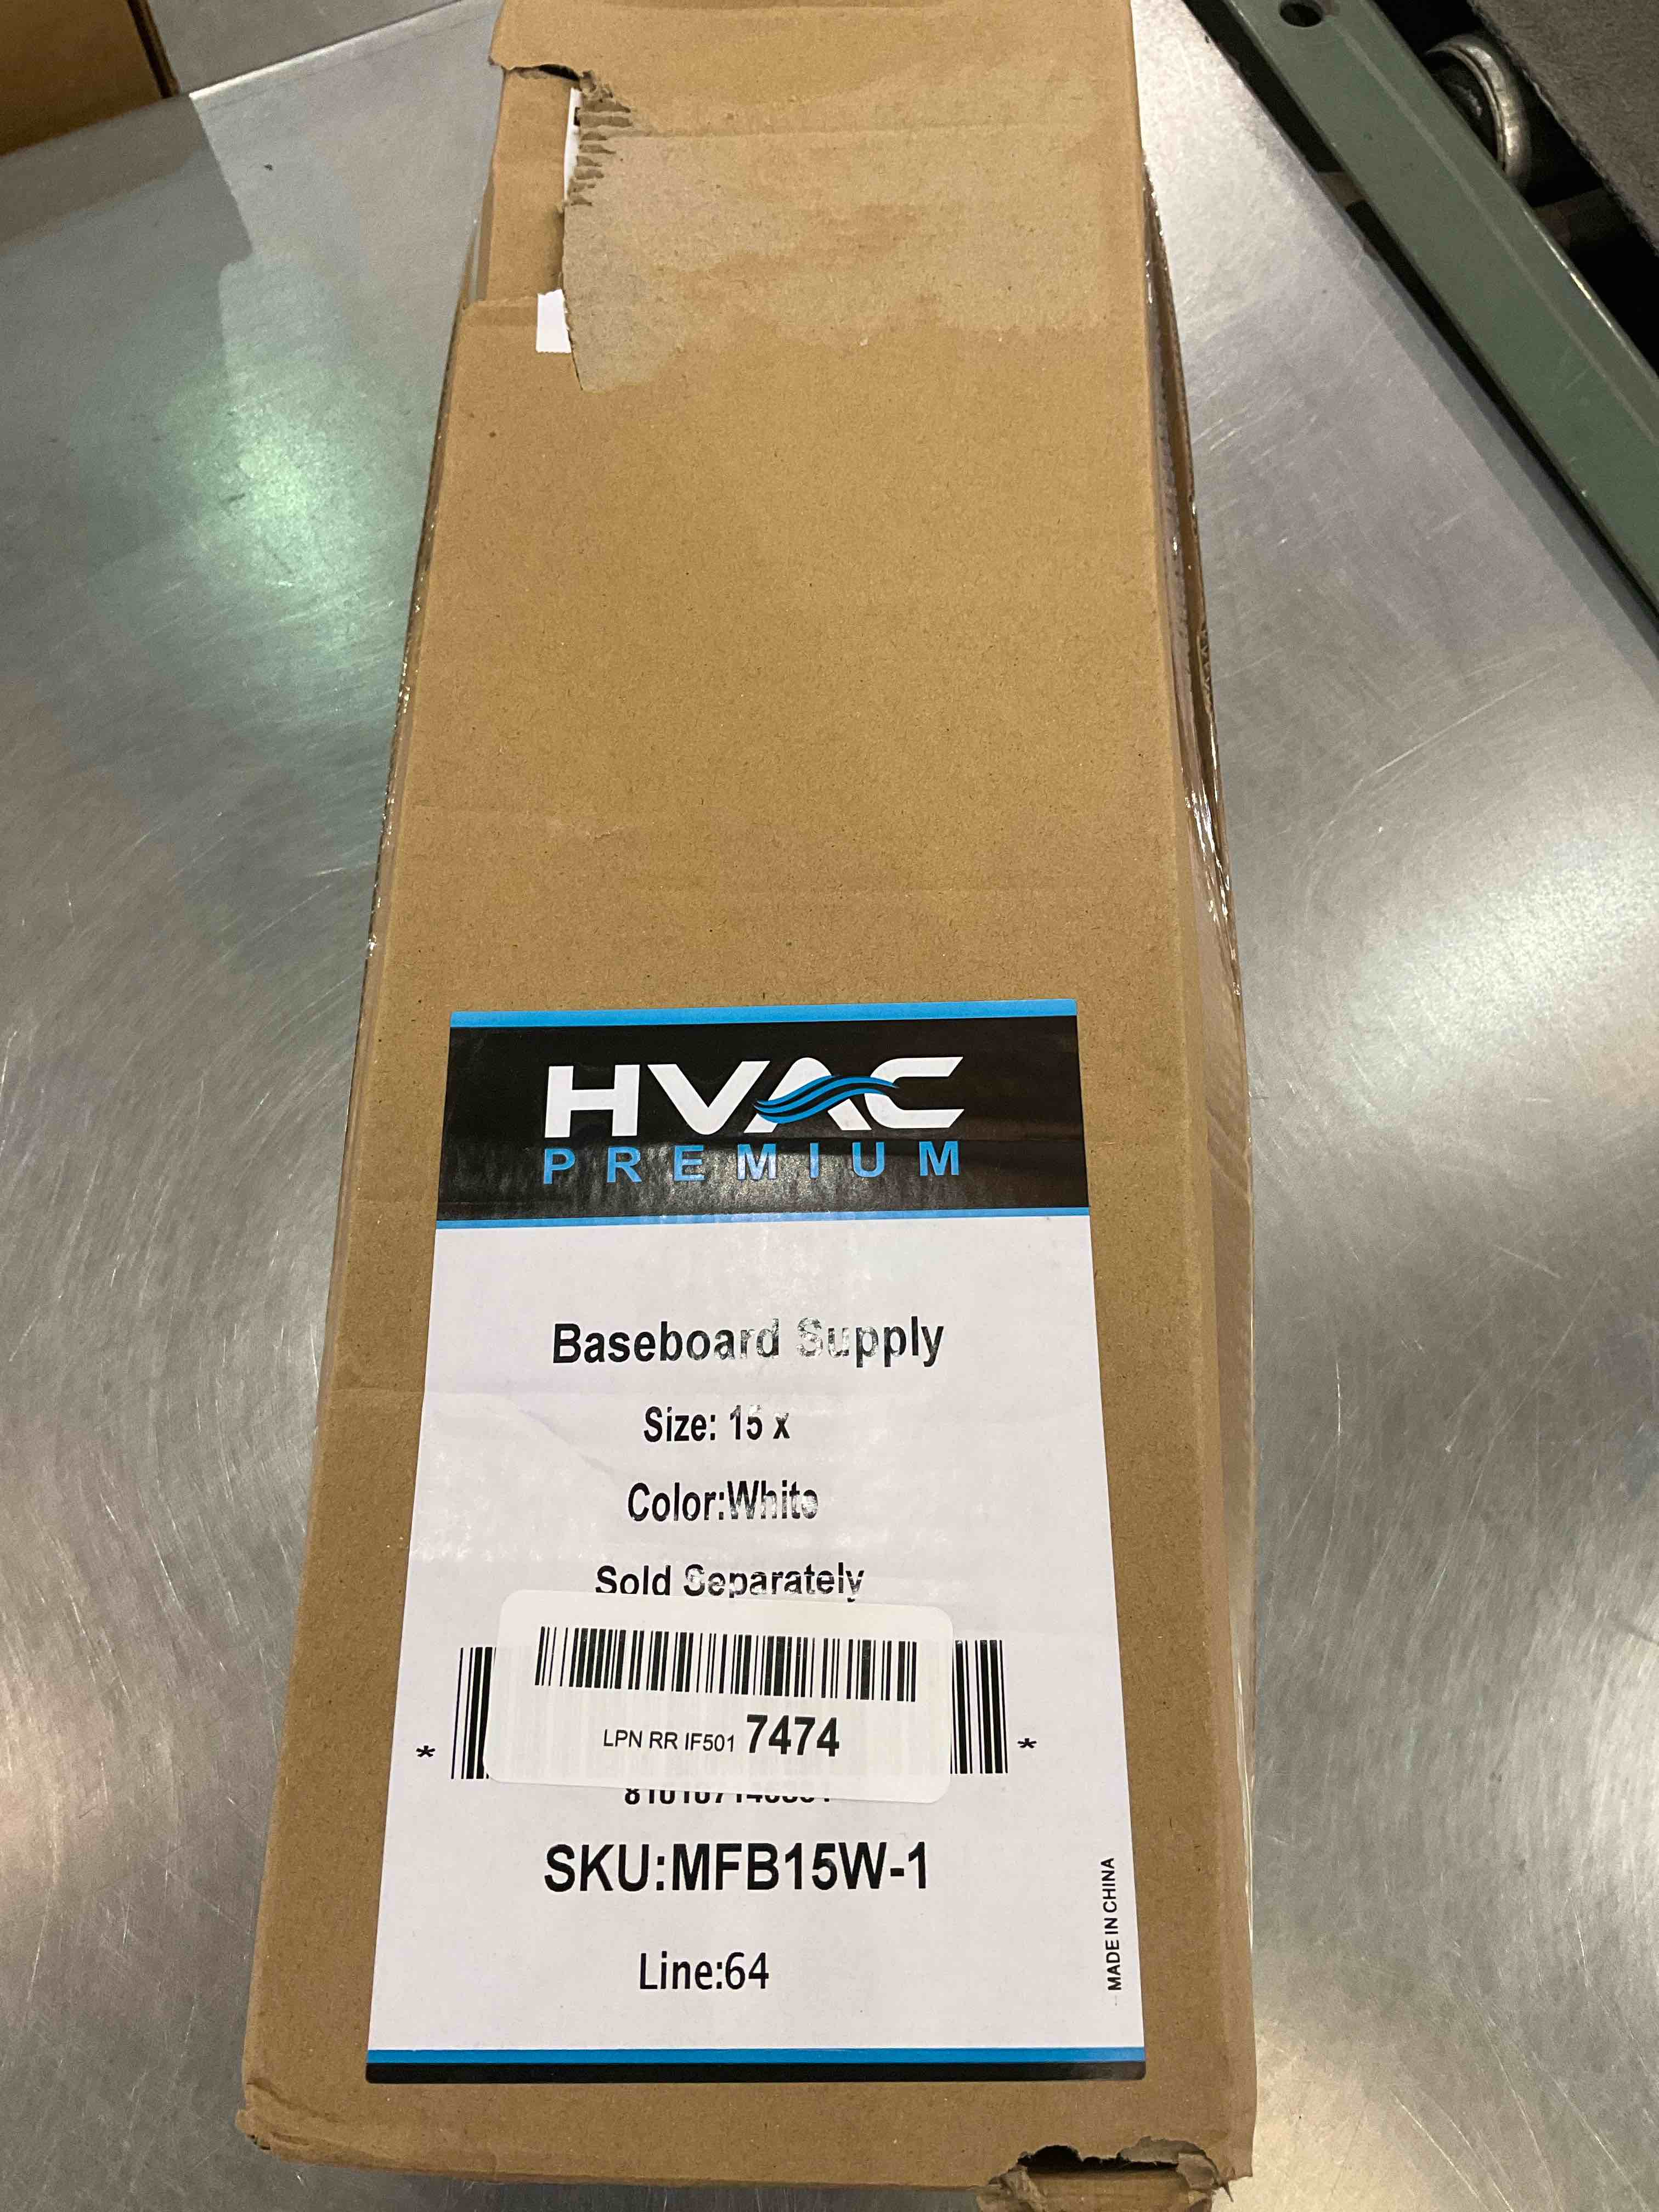 HVAC
PREMIUM
Baseboard Supply
Size: 15 x
Color:White
Sold Separately
LPN RR IF501 7474
* *
SKU:MFB15W-1
Line:64
MADE IN CHINA